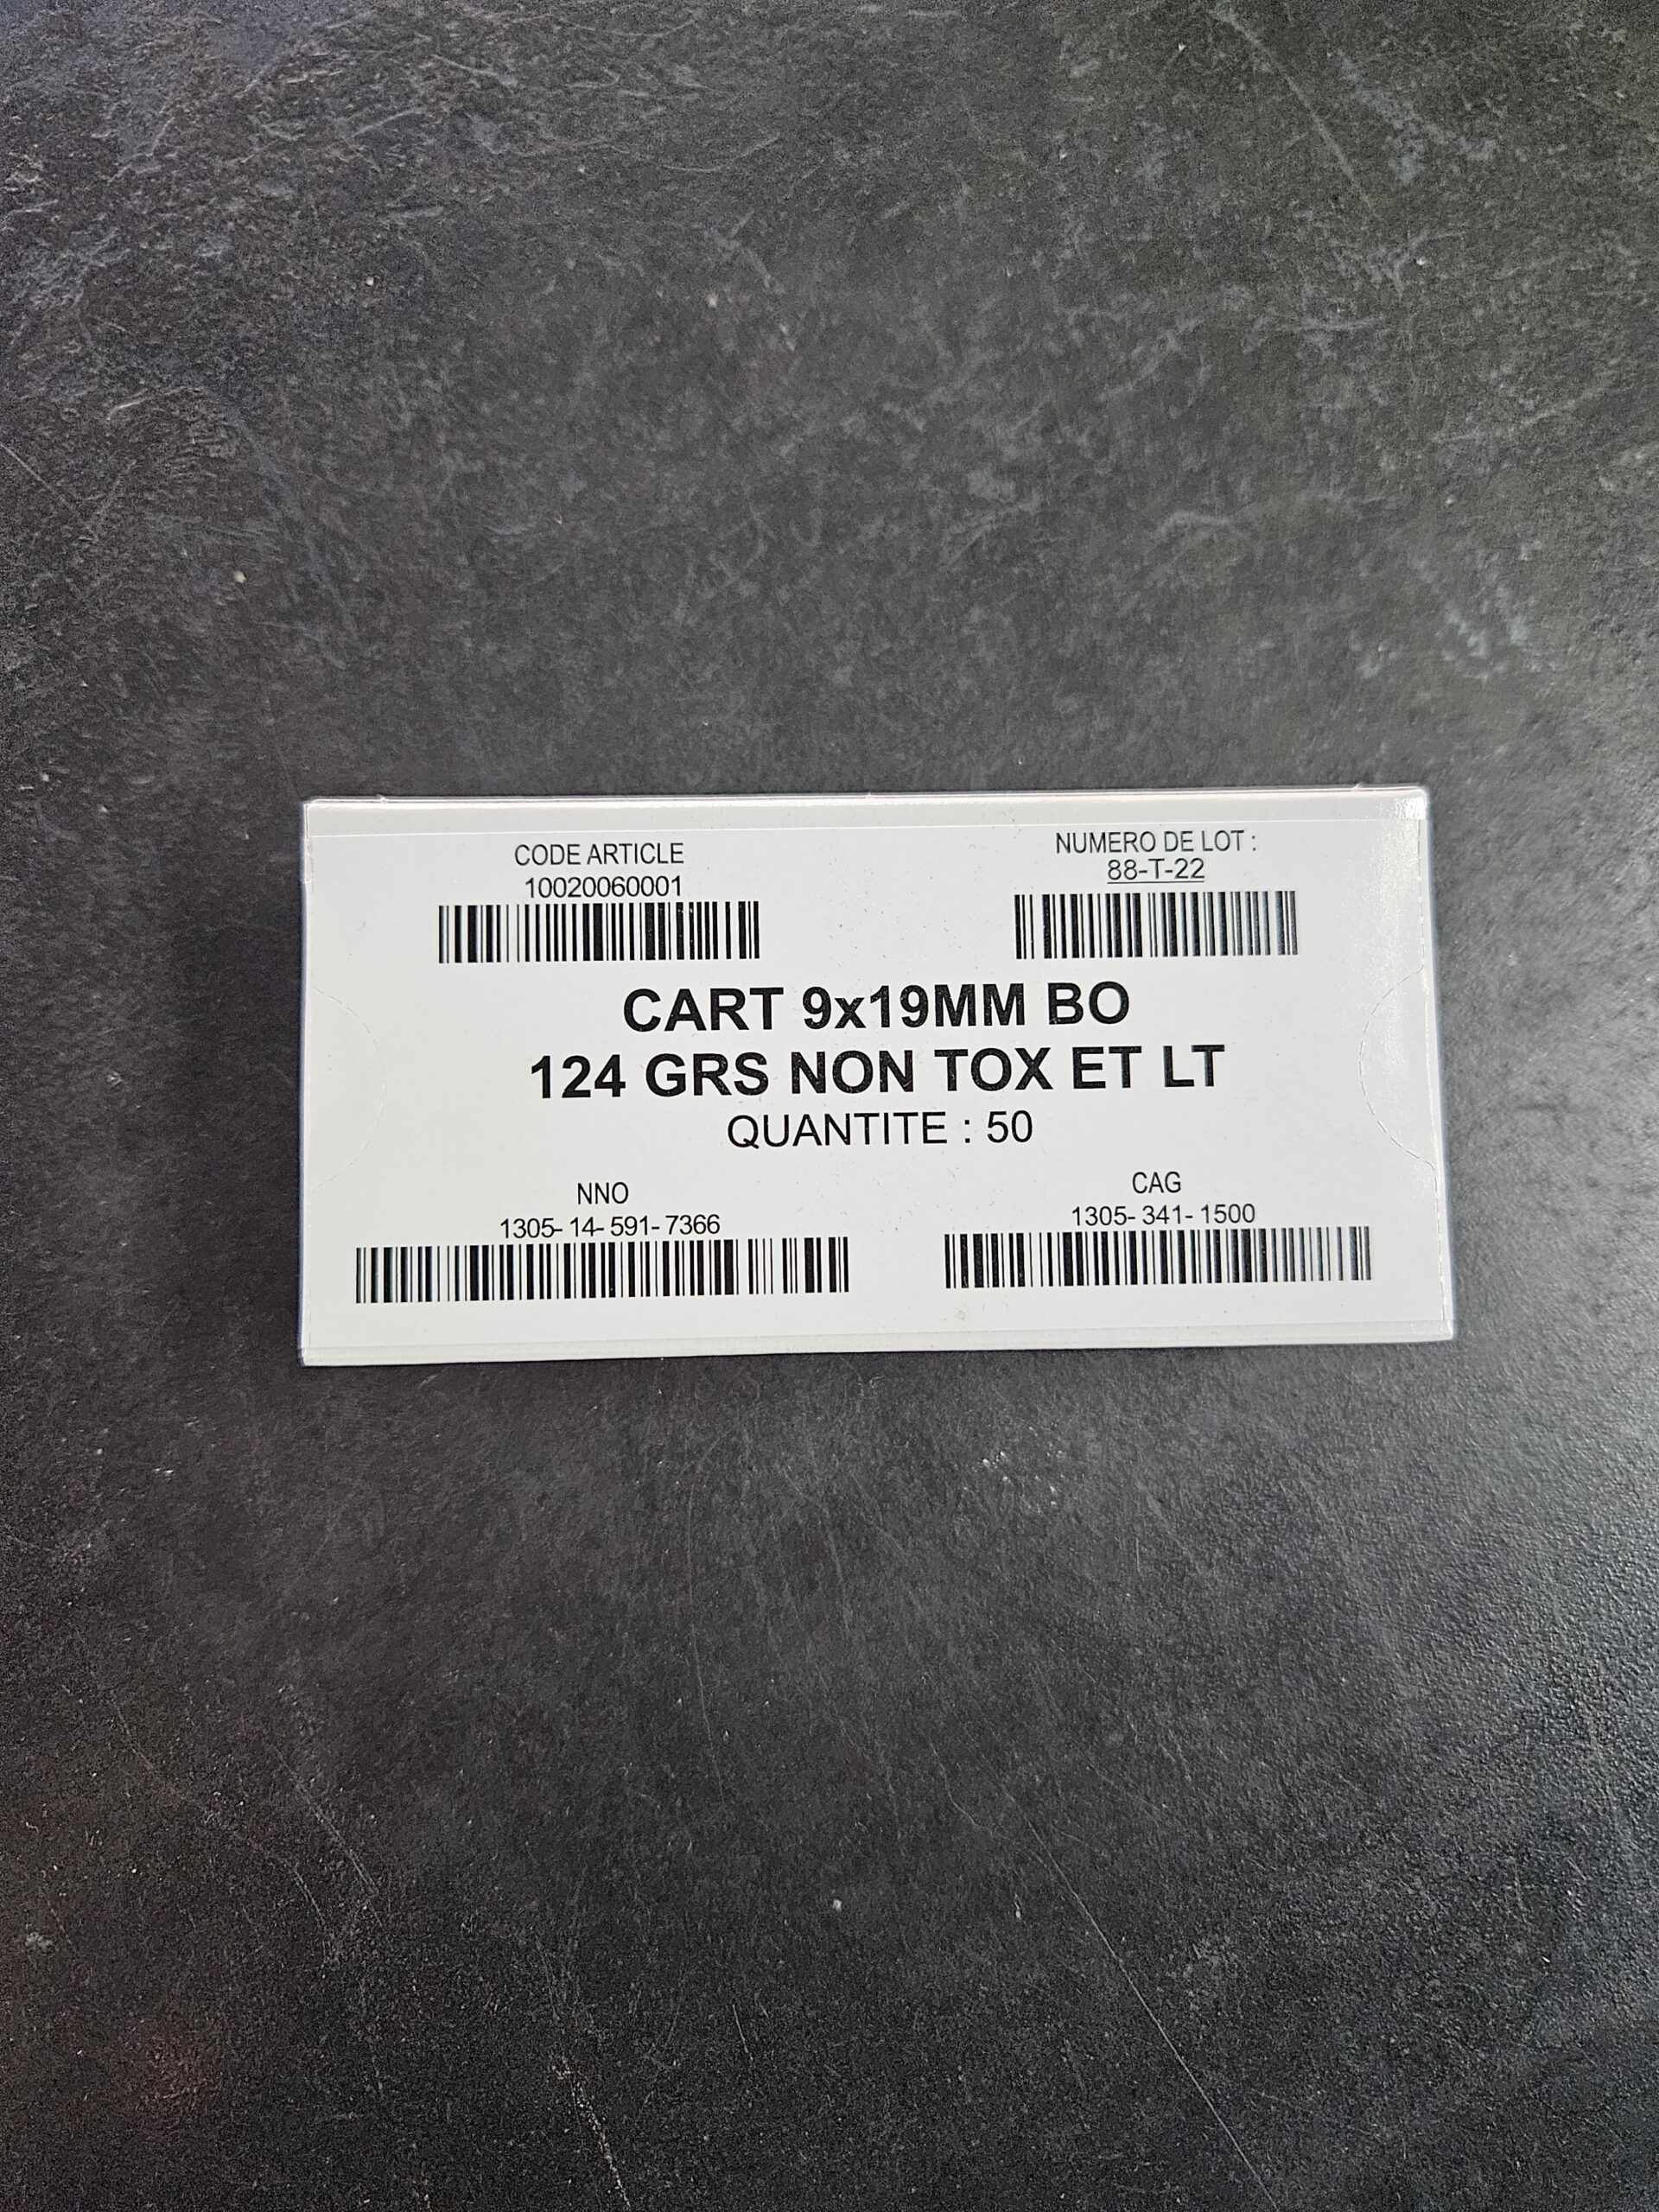 CODE ARTICLE
10020060001
NUMERO DE LOT :
88-T-22
CART 9x19MM BO
124 GRS NON TOX ET LT
QUANTITE : 50
NNO
1305-14-591-7366
CAG
1305-341-1500